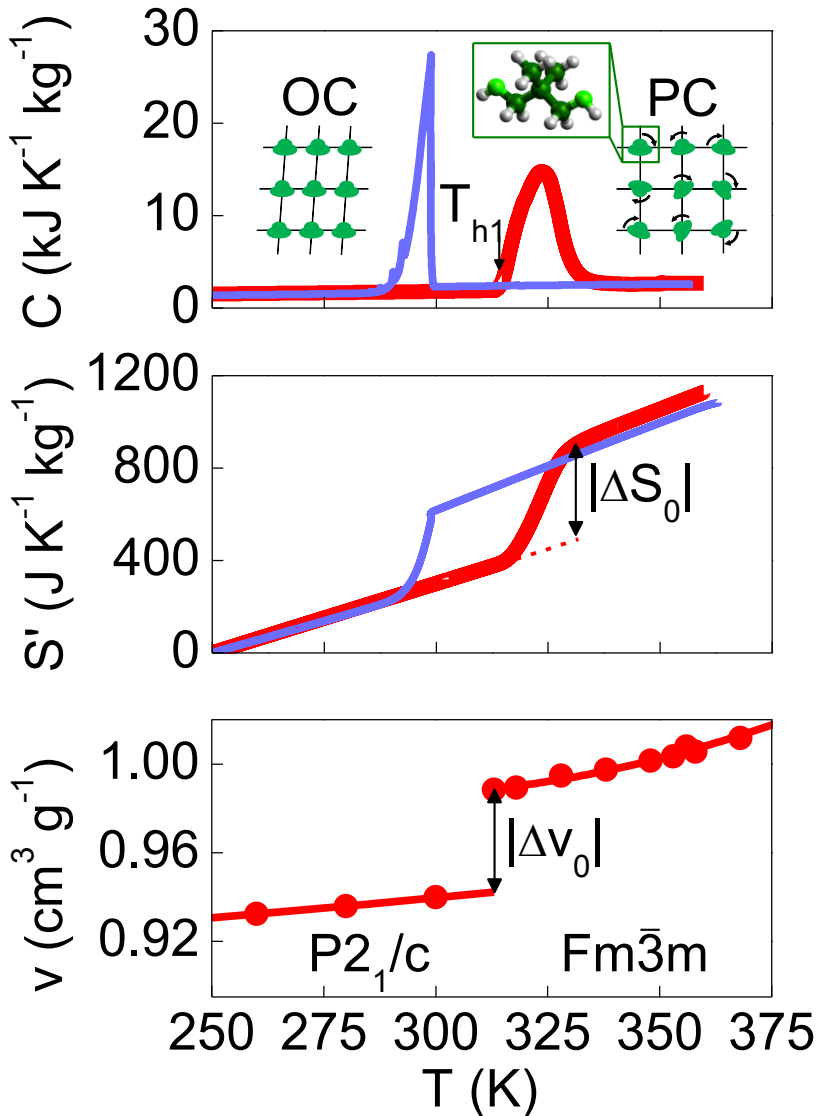 C (kJ K⁻¹ kg⁻¹)
30
20
10
0
OC
PC
T_h1
S' (J K⁻¹ kg⁻¹)
1200
800
400
0
|ΔS₀|
v (cm³ g⁻¹)
1.00
0.96
0.92
|Δv₀|
P2₁/c
Fm3̄m
250 275 300 325 350 375
T (K)